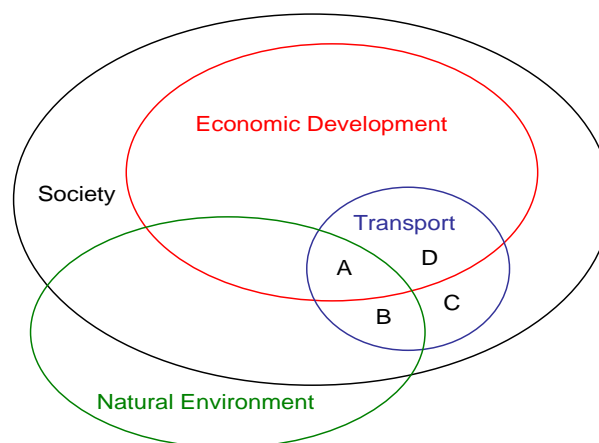 Economic Development
Society
Transport
D
A
C
B
Natural Environment